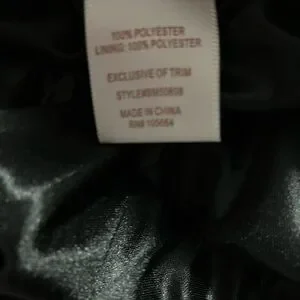 100% POLYESTER
LINING: 100% POLYESTER
EXCLUSIVE OF TRIM
MADE IN CHINA